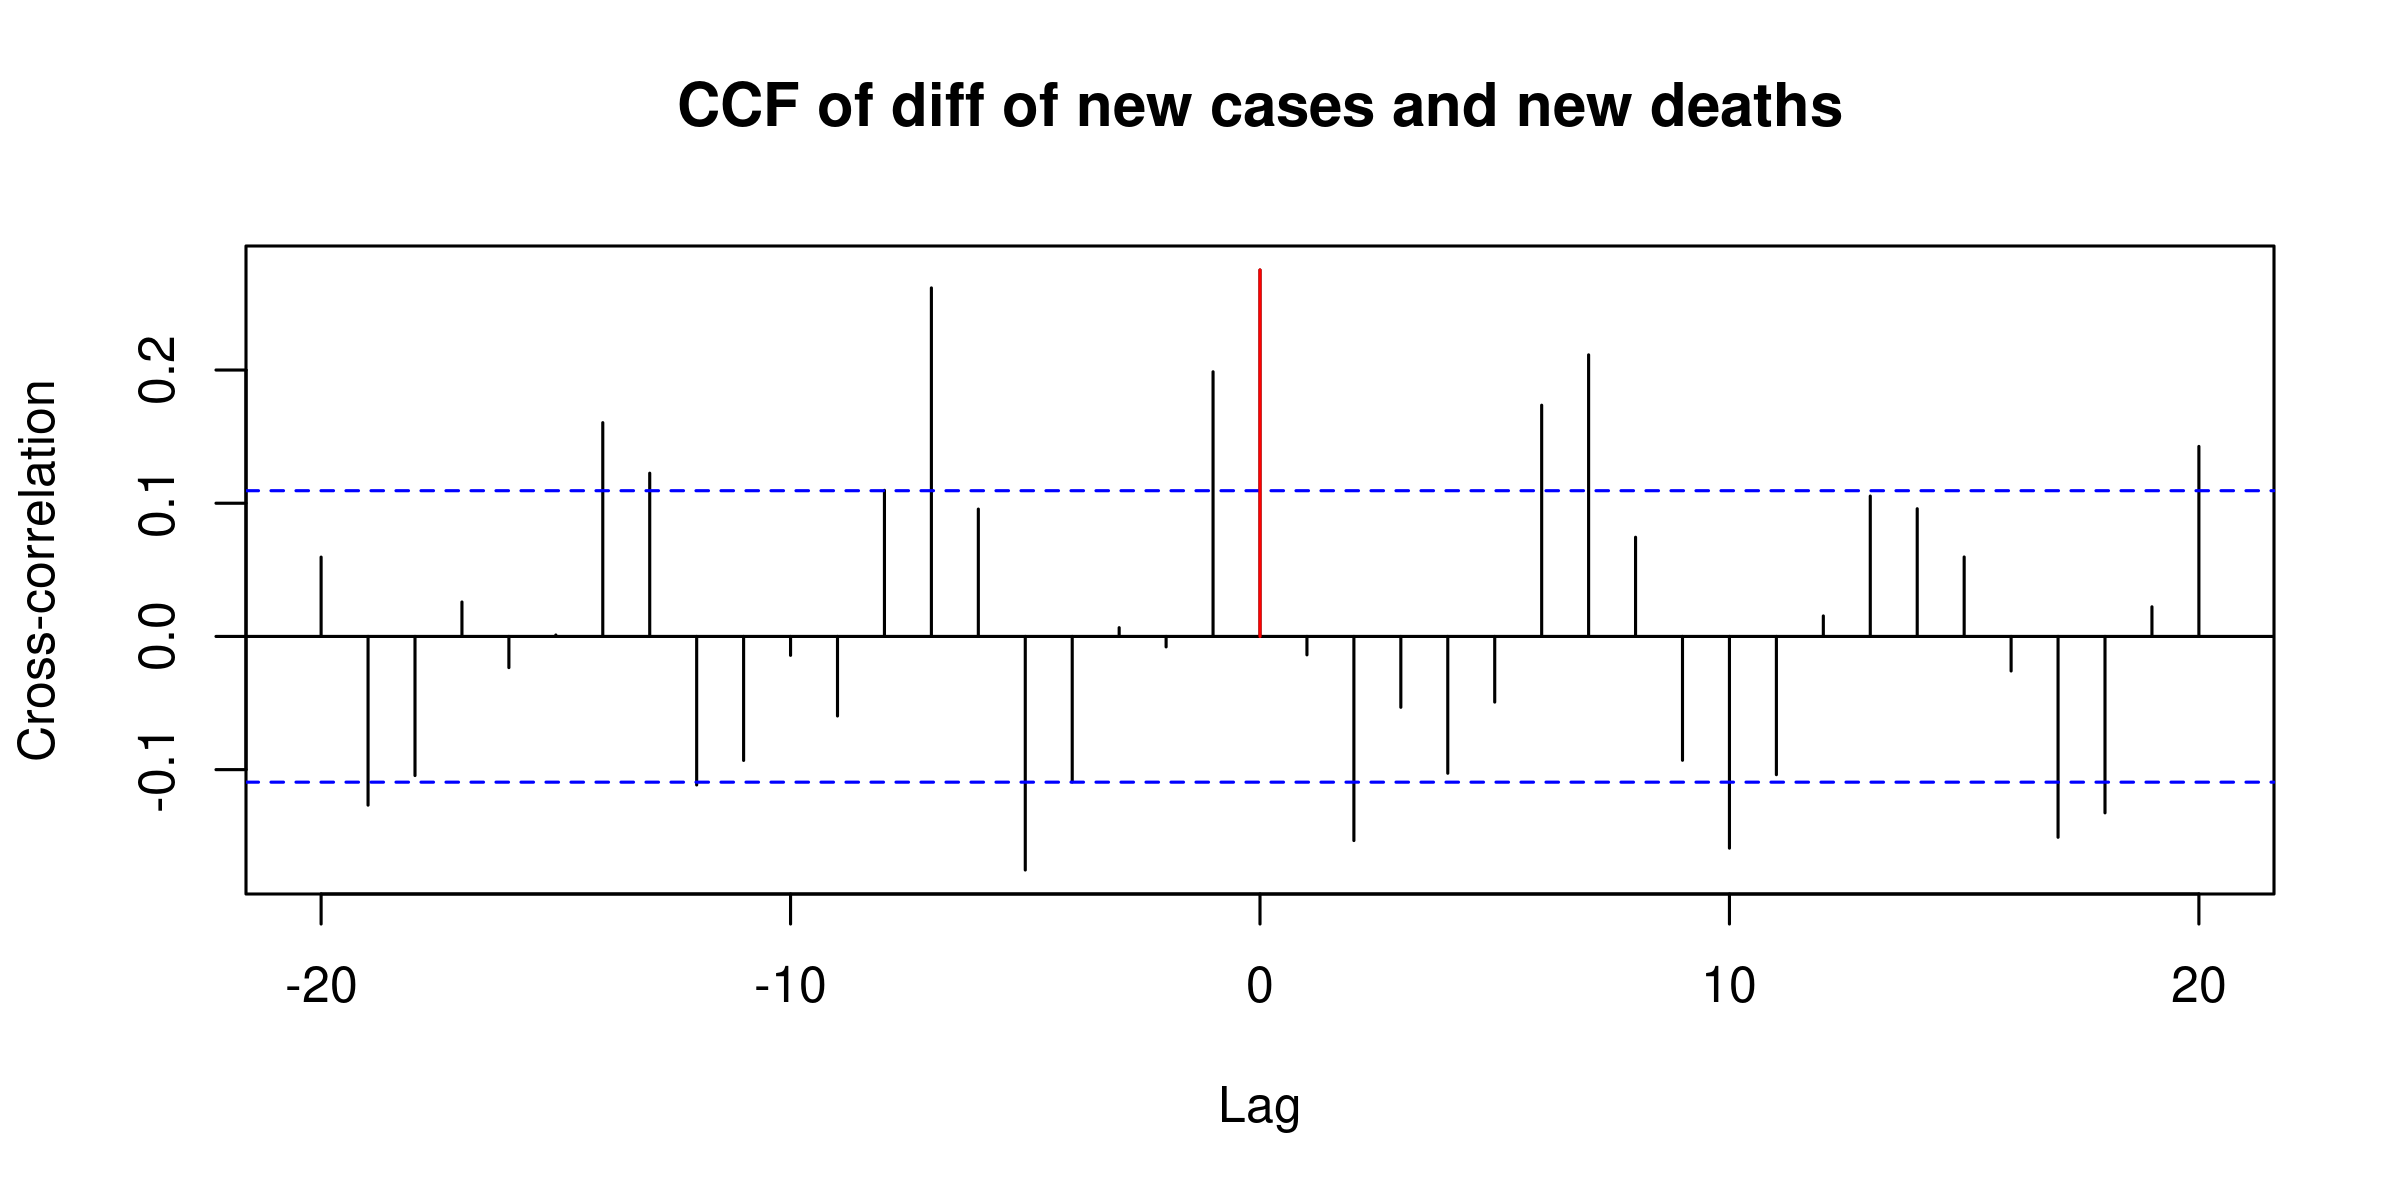 CCF of diff of new cases and new deaths
Cross-correlation
0.2
0.1
0.0
-0.1
-20 -10 0 10 20
Lag